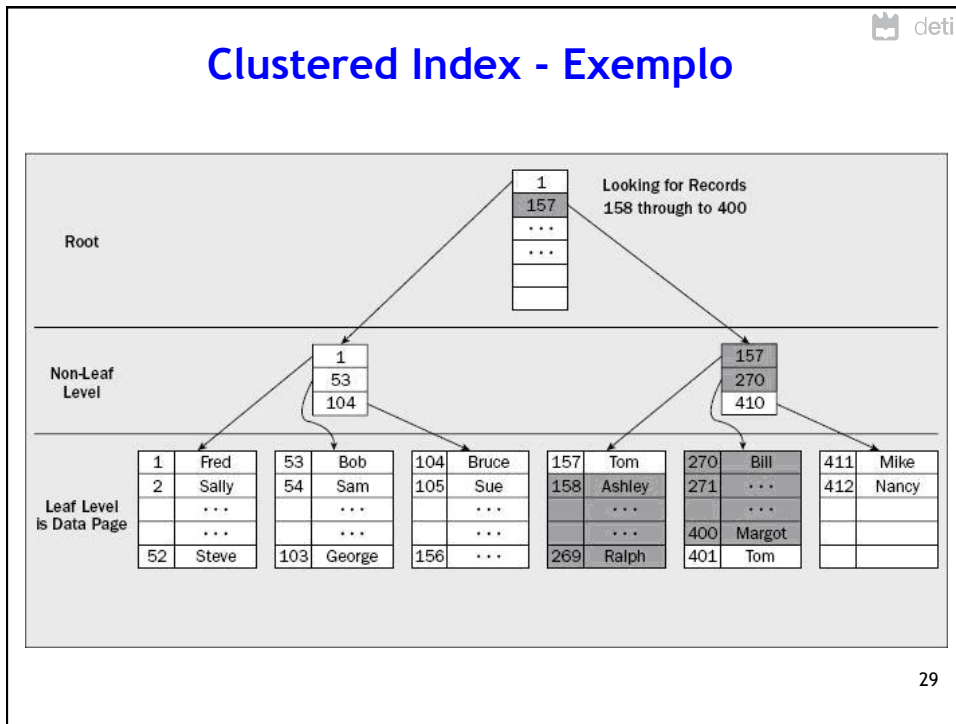 deti
Clustered Index - Exemplo
Root
1
157
...
...
Looking for Records
158 through to 400
Non-Leaf
Level
1
53
104
157
270
410
Leaf Level
is Data Page
1 Fred
2 Sally
...
...
52 Steve
53 Bob
54 Sam
...
...
103 George
104 Bruce
105 Sue
...
...
156 ...
157 Tom
158 Ashley
...
...
269 Ralph
270 Bill
271 ...
...
400 Margot
401 Tom
411 Mike
412 Nancy
29